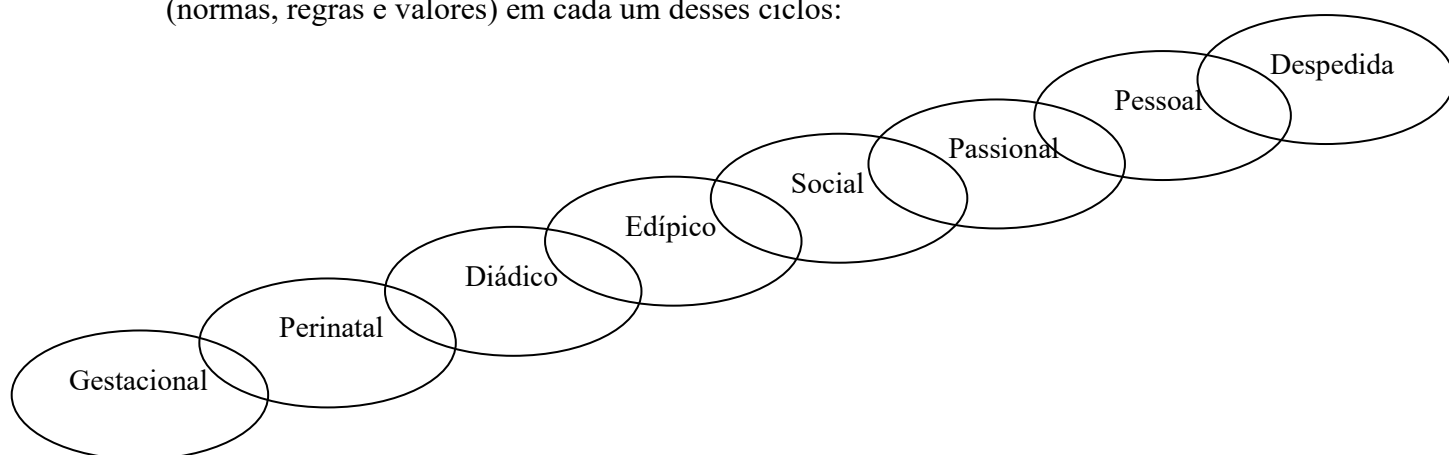 (normas, regras e valores) em cada um desses ciclos:
Despedida
Pessoal
Passional
Social
Edípico
Diádico
Perinatal
Gestacional